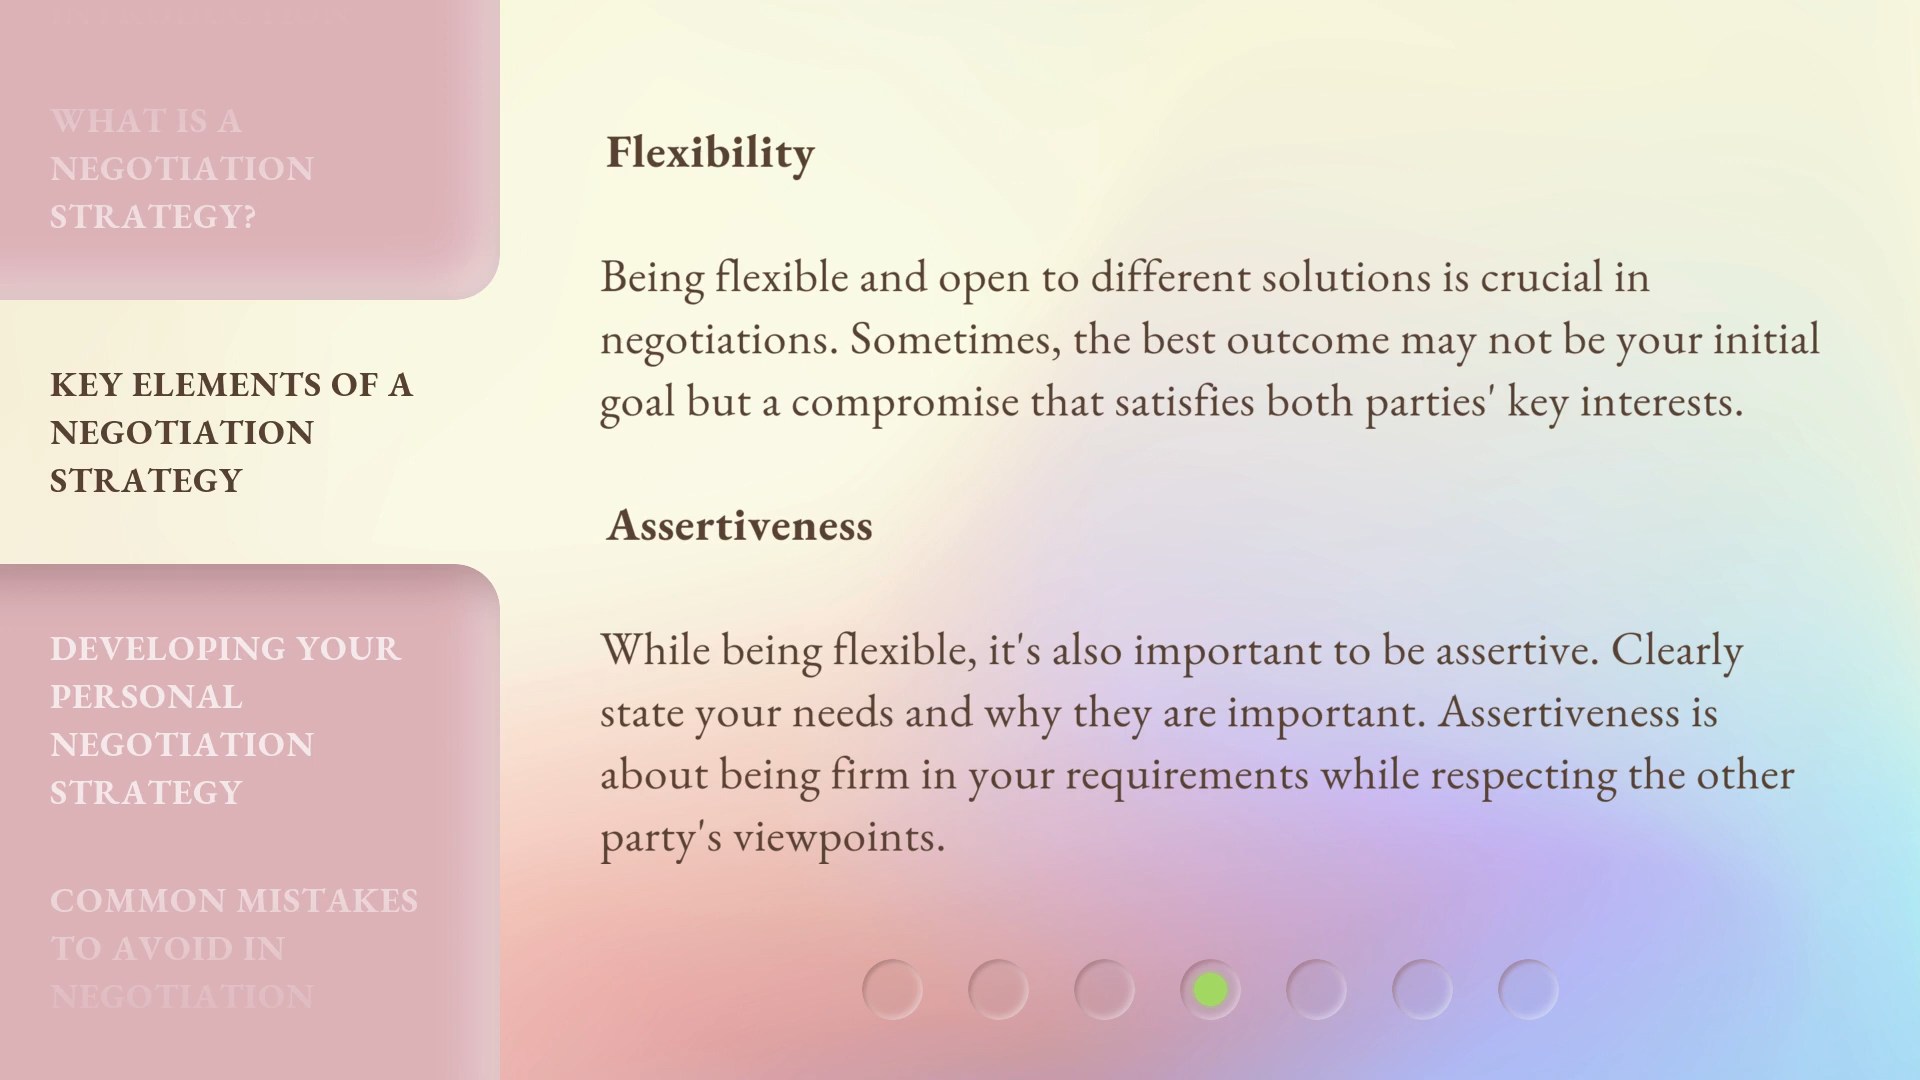 INTRODUCTION
WHAT IS A
NEGOTIATION
STRATEGY?
KEY ELEMENTS OF A
NEGOTIATION
STRATEGY
DEVELOPING YOUR
PERSONAL
NEGOTIATION
STRATEGY
COMMON MISTAKES
TO AVOID IN
NEGOTIATION
Flexibility
Being flexible and open to different solutions is crucial in
negotiations. Sometimes, the best outcome may not be your initial
goal but a compromise that satisfies both parties' key interests.
Assertiveness
While being flexible, it's also important to be assertive. Clearly
state your needs and why they are important. Assertiveness is
about being firm in your requirements while respecting the other
party's viewpoints.